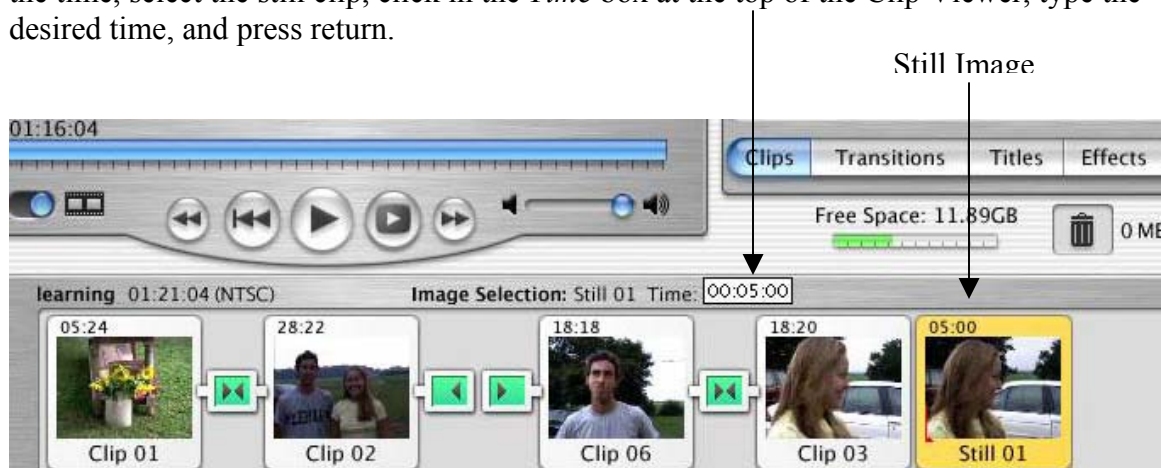 the time, select the still clip, click in the Time box at the top of the Clip Viewer, type the
desired time, and press return.
Still Image
01:16:04
Clips Transitions Titles Effects
Free Space: 11.89GB
0 ME
learning 01:21:04 (NTSC) Image Selection: Still 01 Time: 00:05:00
05:24 28:22 18:18 18:20 05:00
Clip 01 Clip 02 Clip 06 Clip 03 Still 01